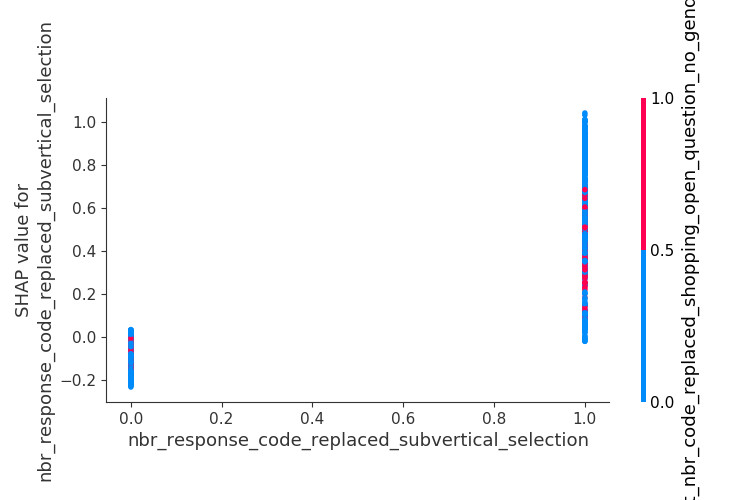 SHAP value for
nbr_response_code_replaced_subvertical_selection
1.0
0.8
0.6
0.4
0.2
0.0
−0.2
0.0 0.2 0.4 0.6 0.8 1.0
nbr_response_code_replaced_subvertical_selection
1.0
0.5
0.0
_nbr_code_replaced_shopping_open_question_no_gend